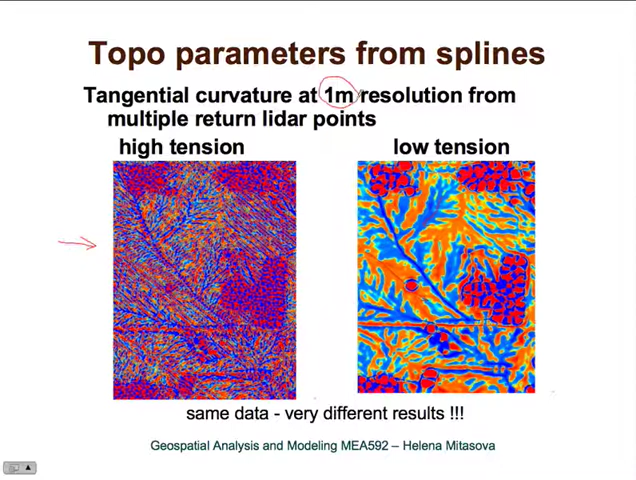 Topo parameters from splines
Tangential curvature at 1m resolution from
multiple return lidar points
high tension
low tension
same data - very different results !!!
Geospatial Analysis and Modeling MEA592 – Helena Mitasova